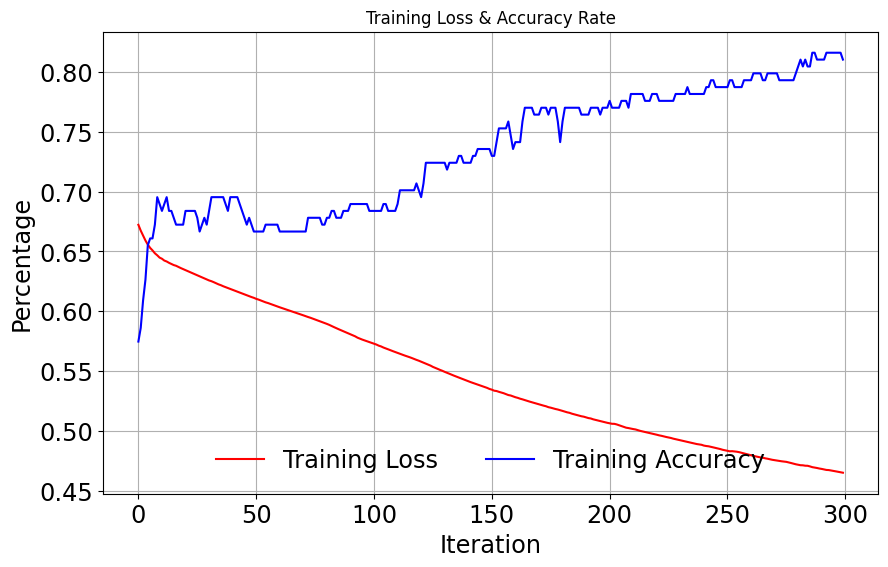 Training Loss & Accuracy Rate
Percentage
0.80
0.75
0.70
0.65
0.60
0.55
0.50
0.45
Training Loss
Training Accuracy
0 50 100 150 200 250 300
Iteration